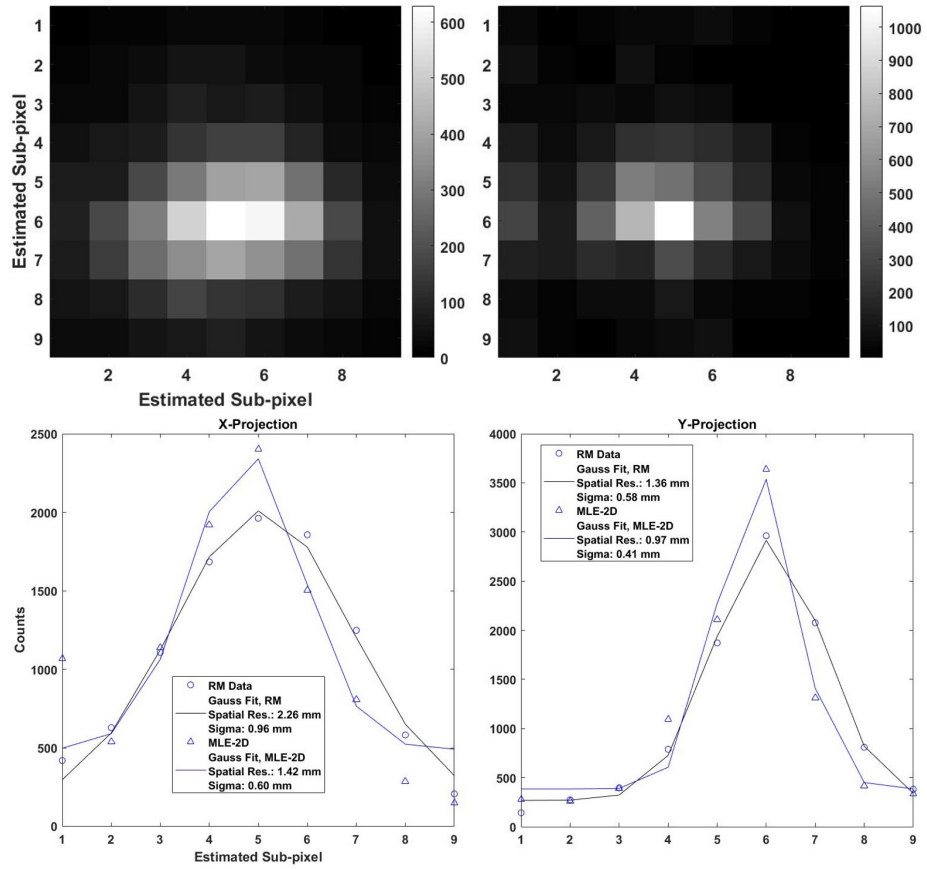 1
2
3
4
5
6
7
8
9
2 4 6 8
Estimated Sub-pixel
Estimated Sub-pixel
600
500
400
300
200
100
0
1
2
3
4
5
6
7
8
9
2 4 6 8
1000
900
800
700
600
500
400
300
200
100
X-Projection
2500
2000
1500
1000
500
0
Counts
RM Data
Gauss Fit, RM
Spatial Res.: 2.26 mm
Sigma: 0.96 mm
MLE-2D
Gauss Fit, MLE-2D
Spatial Res.: 1.42 mm
Sigma: 0.60 mm
1 2 3 4 5 6 7 8 9
Estimated Sub-pixel
Y-Projection
4000
3500
3000
2500
2000
1500
1000
500
0
RM Data
Gauss Fit, RM
Spatial Res.: 1.36 mm
Sigma: 0.58 mm
MLE-2D
Gauss Fit, MLE-2D
Spatial Res.: 0.97 mm
Sigma: 0.41 mm
1 2 3 4 5 6 7 8 9